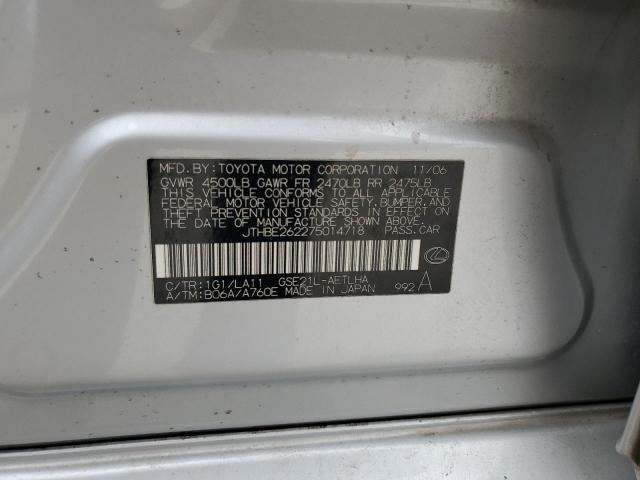 MFD. BY: TOYOTA MOTOR CORPORATION 11/06
GVWR 4500LB GAWR FR 2470LB RR 2475LB
THIS VEHICLE CONFORMS TO ALL APPLICABLE
FEDERAL MOTOR VEHICLE SAFETY, BUMPER, AND
THEFT PREVENTION STANDARDS IN EFFECT ON
THE DATE OF MANUFACTURE SHOWN ABOVE.
JTHBE262275014718 PASS. CAR
C/TR: 1G1/LA11 GSE21L-AETLHA
A/TM: B06A/A760E MADE IN JAPAN 992 A